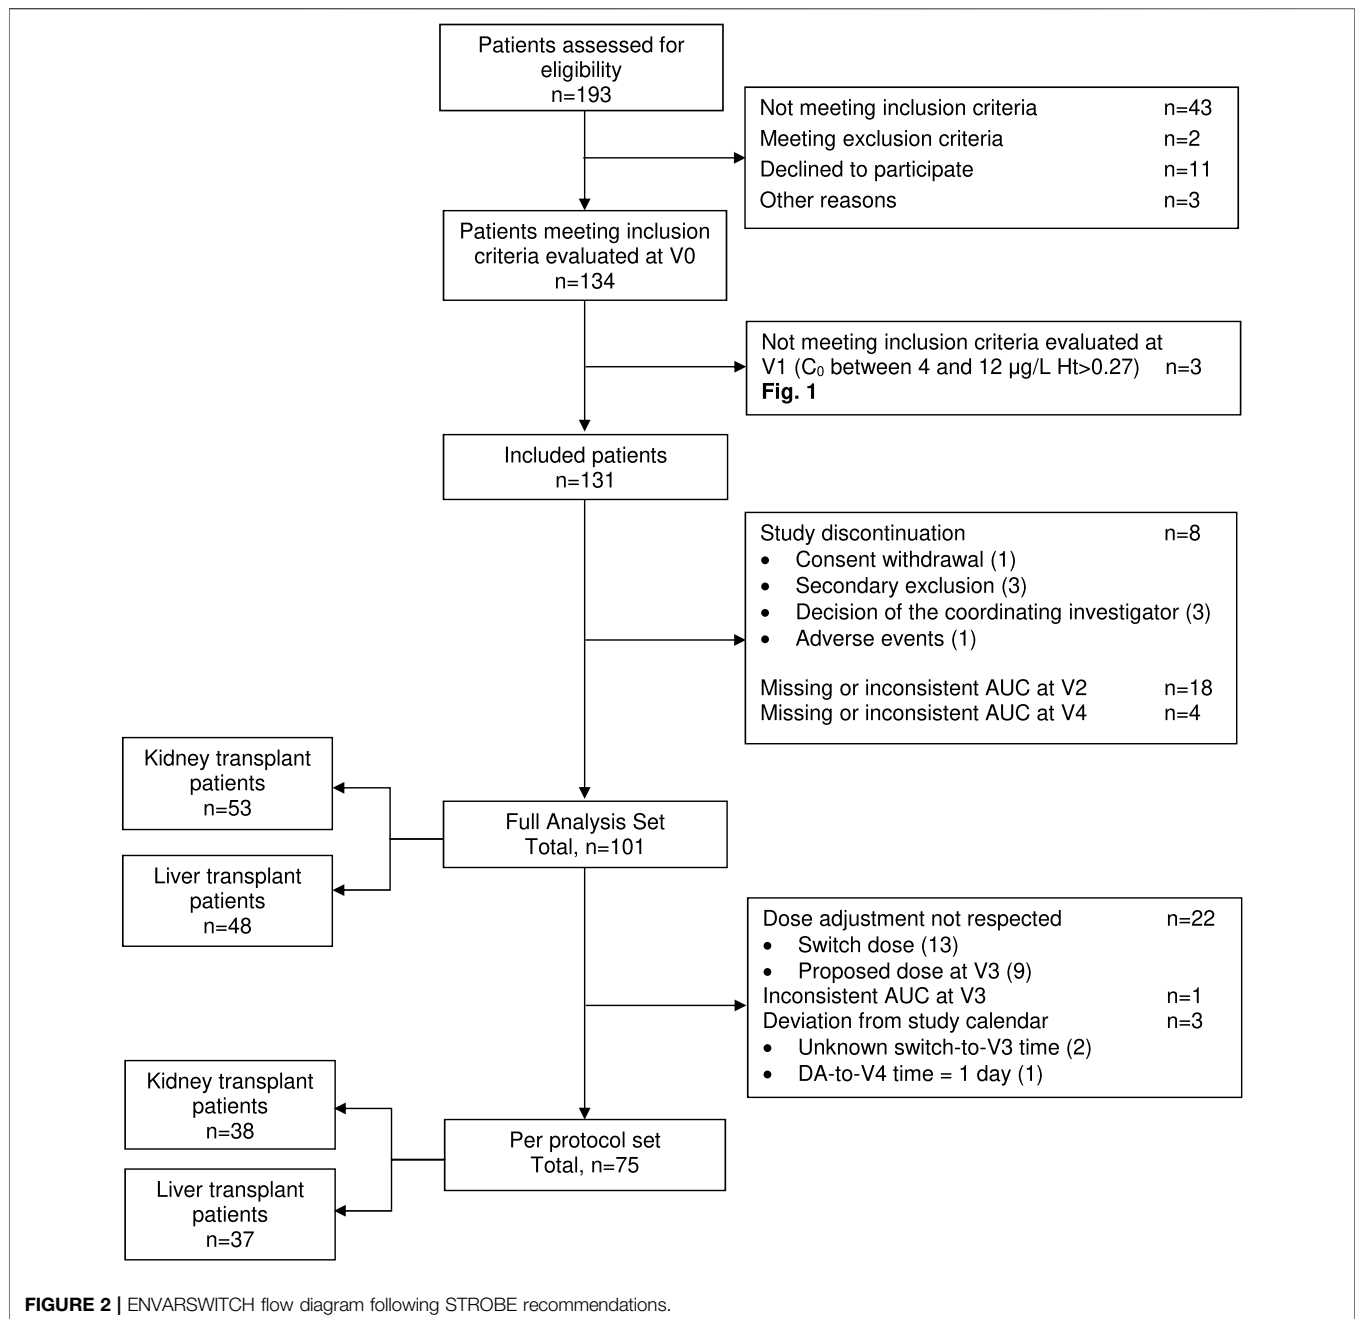 Patients assessed for
eligibility
n=193
Not meeting inclusion criteria n=43
Meeting exclusion criteria n=2
Declined to participate n=11
Other reasons n=3
Patients meeting inclusion
criteria evaluated at V0
n=134
Not meeting inclusion criteria evaluated at
V1 (C₀ between 4 and 12 µg/L Ht>0.27) n=3
Fig. 1
Included patients
n=131
Study discontinuation n=8
• Consent withdrawal (1)
• Secondary exclusion (3)
• Decision of the coordinating investigator (3)
• Adverse events (1)
Missing or inconsistent AUC at V2 n=18
Missing or inconsistent AUC at V4 n=4
Kidney transplant
patients
n=53
Full Analysis Set
Total, n=101
Liver transplant
patients
n=48
Dose adjustment not respected n=22
• Switch dose (13)
• Proposed dose at V3 (9)
Inconsistent AUC at V3 n=1
Deviation from study calendar n=3
• Unknown switch-to-V3 time (2)
• DA-to-V4 time = 1 day (1)
Kidney transplant
patients
n=38
Per protocol set
Total, n=75
Liver transplant
patients
n=37
FIGURE 2 | ENVARSWITCH flow diagram following STROBE recommendations.